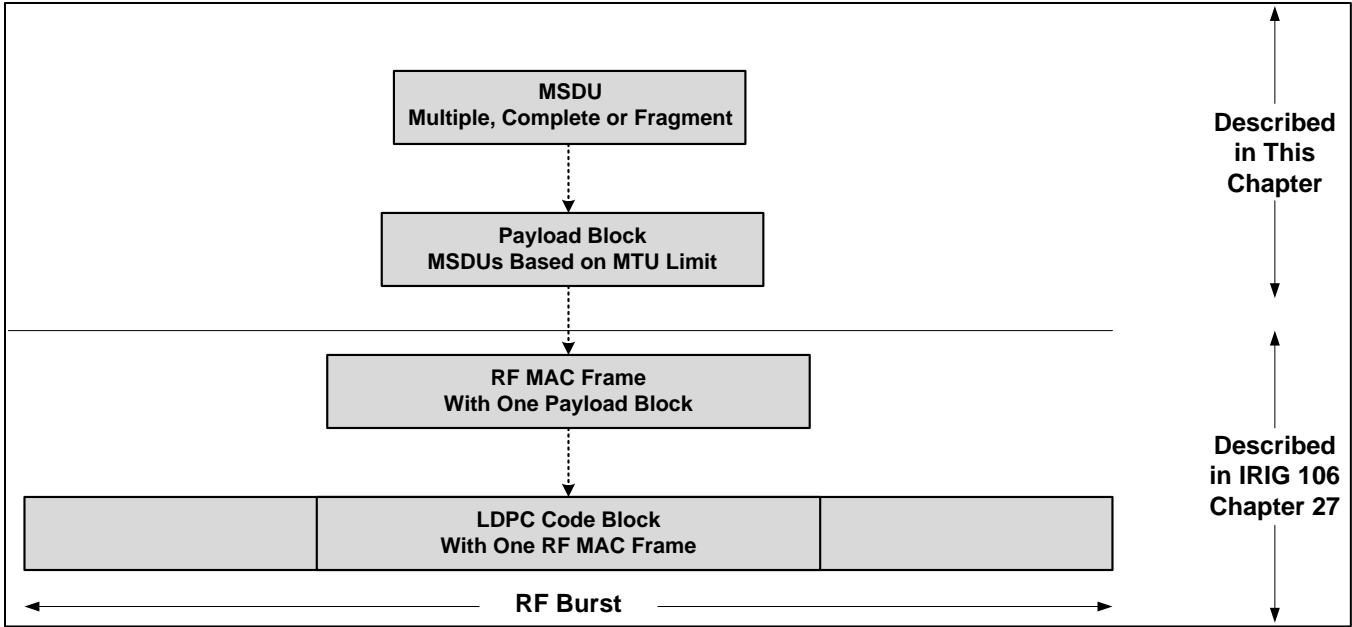 MSDU
Multiple, Complete or Fragment
Described
in This
Chapter
Payload Block
MSDUs Based on MTU Limit
RF MAC Frame
With One Payload Block
Described
in IRIG 106
Chapter 27
LDPC Code Block
With One RF MAC Frame
RF Burst